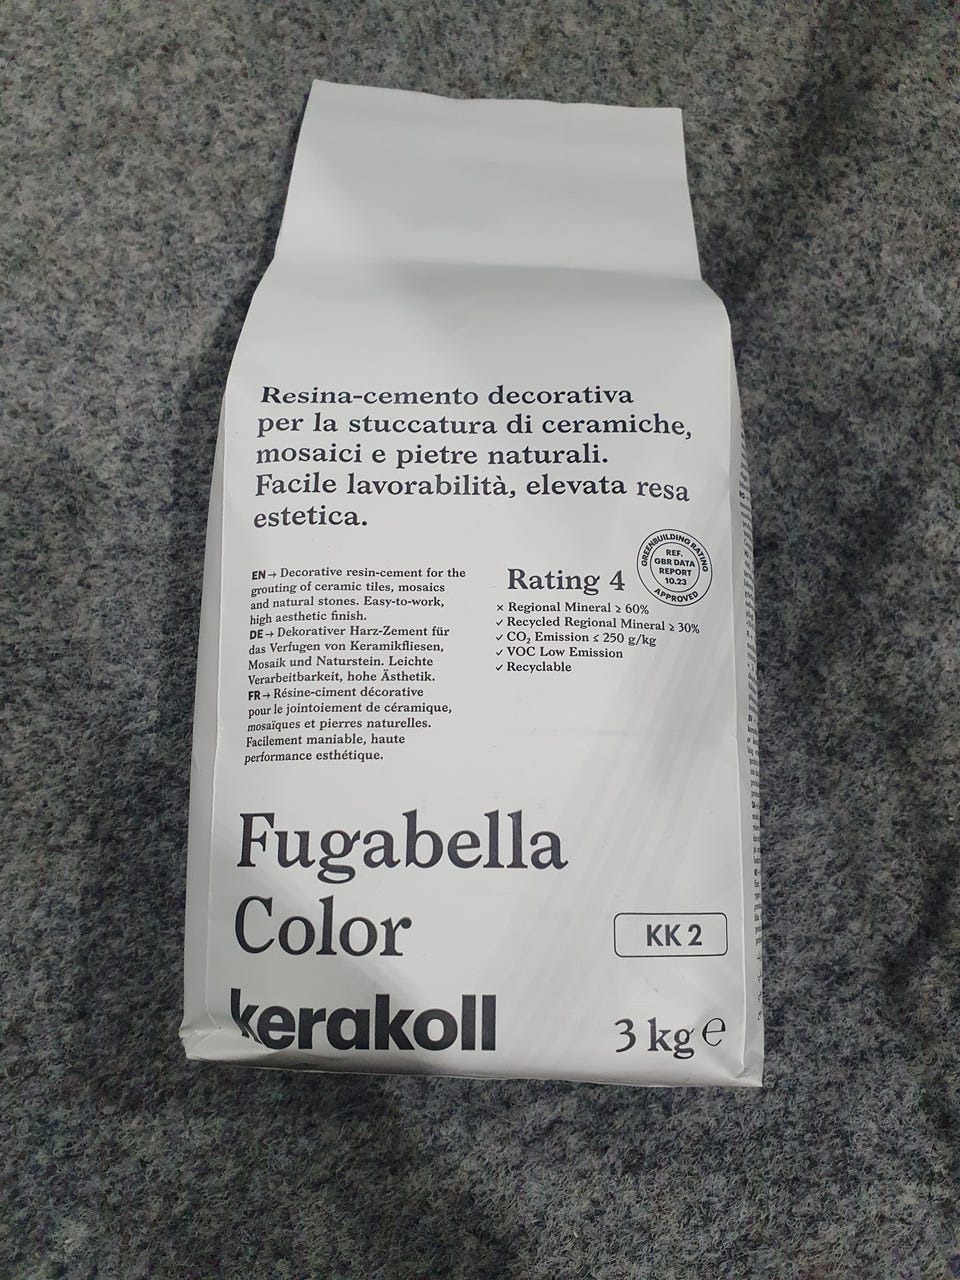 Resina-cemento decorativa
per la stuccatura di ceramiche,
mosaici e pietre naturali.
Facile lavorabilità, elevata resa
estetica.
EN → Decorative resin-cement for the
grouting of ceramic tiles, mosaics
and natural stones. Easy-to-work,
high aesthetic finish.
DE → Dekorativer Harz-Zement für
das Verfugen von Keramikfliesen,
Mosaik und Naturstein. Leichte
Verarbeitbarkeit, hohe Ästhetik.
FR → Résine-ciment décorative
pour le jointoiement de céramique,
mosaïques et pierres naturelles.
Facilement maniable, haute
performance esthétique.
Rating 4
× Regional Mineral ≥ 60%
✓ Recycled Regional Mineral ≥ 30%
✓ CO₂ Emission ≤ 250 g/kg
✓ VOC Low Emission
✓ Recyclable
GREENBUILDING RATING
REF.
GBR DATA
REPORT
10.23
APPROVED
Fugabella
Color
KK 2
kerakoll
3 kg ℮